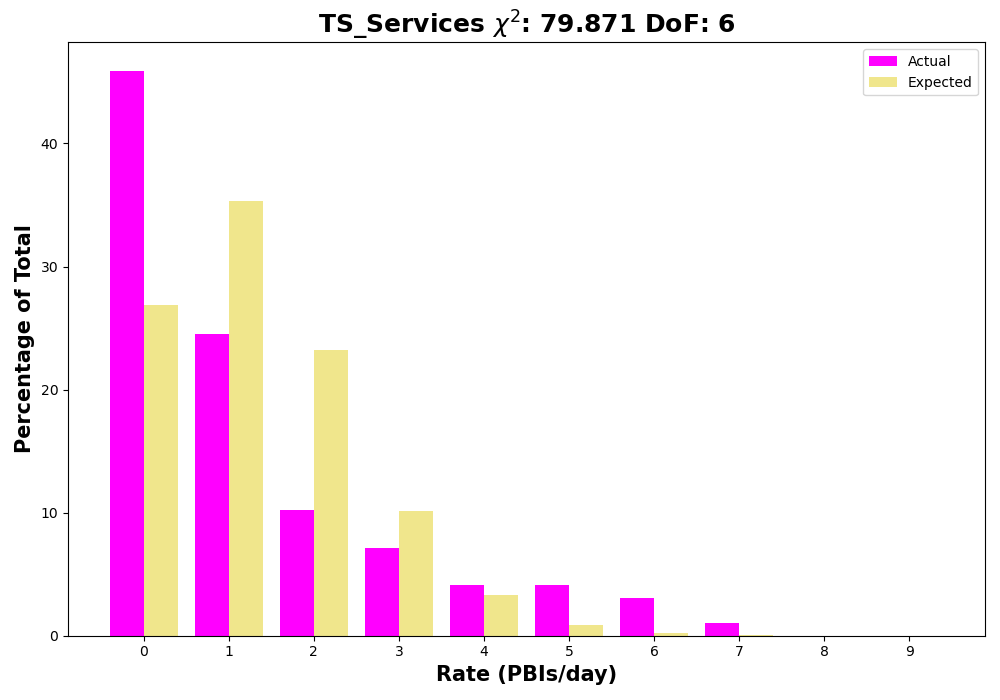 TS_Services χ²: 79.871 DoF: 6
Actual
Expected
Percentage of Total
40
30
20
10
0
0 1 2 3 4 5 6 7 8 9
Rate (PBIs/day)